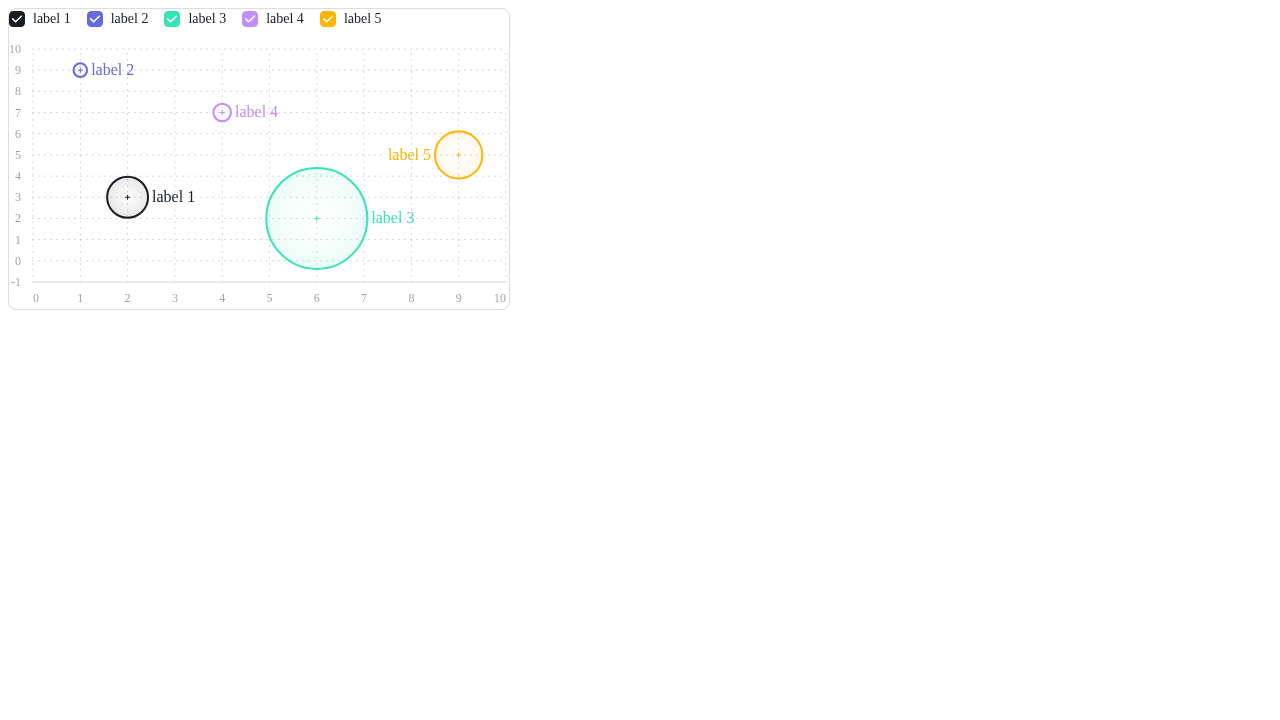 label 1 label 2 label 3 label 4 label 5
10
9 label 2
8
7 label 4
6
5 label 5
4
3 label 1
2 label 3
1
0
-1
0 1 2 3 4 5 6 7 8 9 10